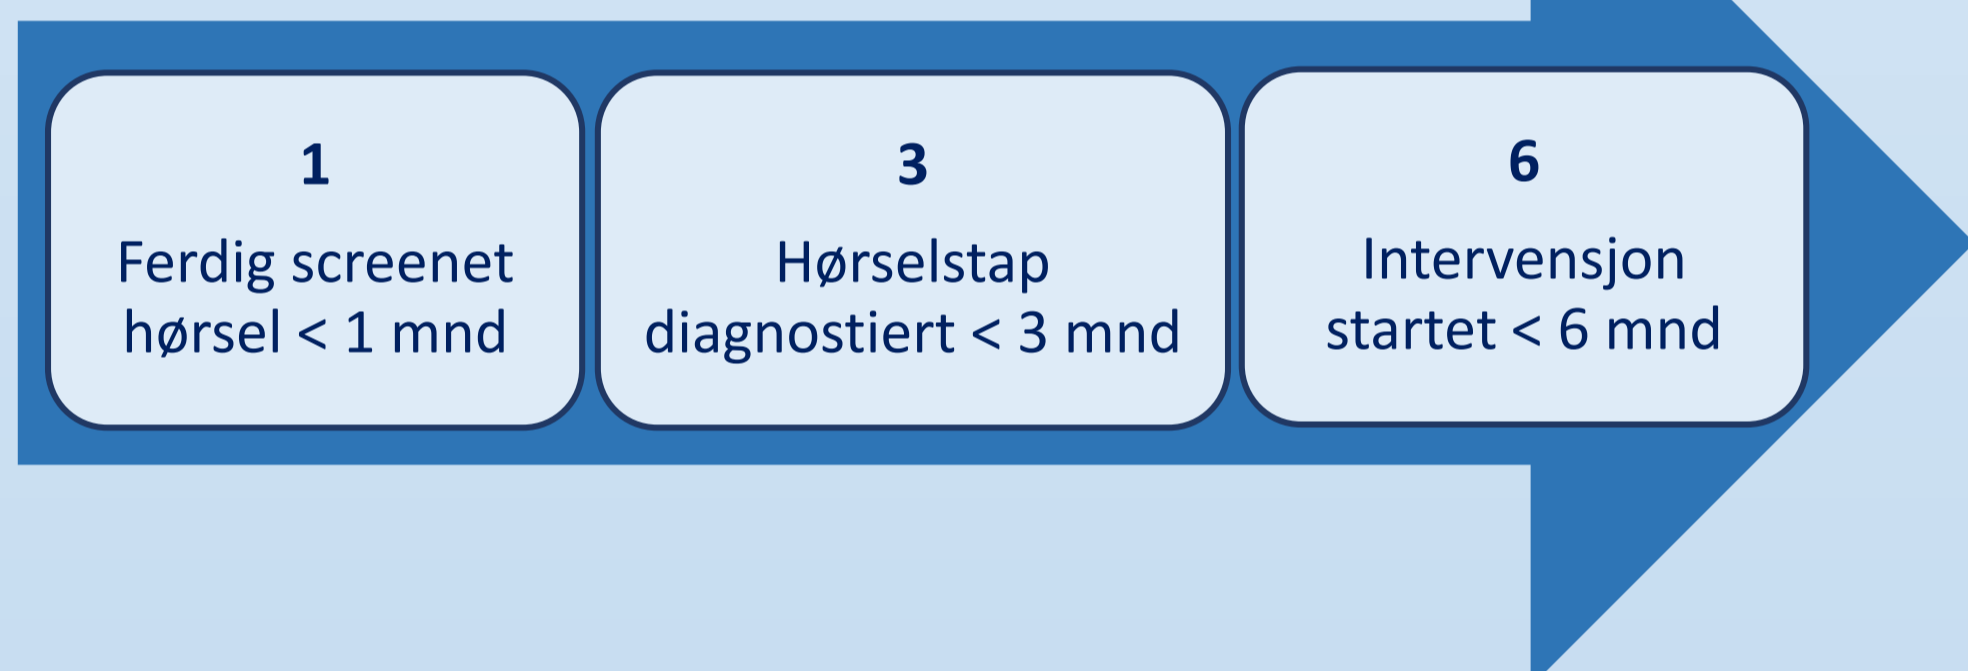 1
Ferdig screenet
hørsel < 1 mnd
3
Hørselstap
diagnostiert < 3 mnd
6
Intervensjon
startet < 6 mnd